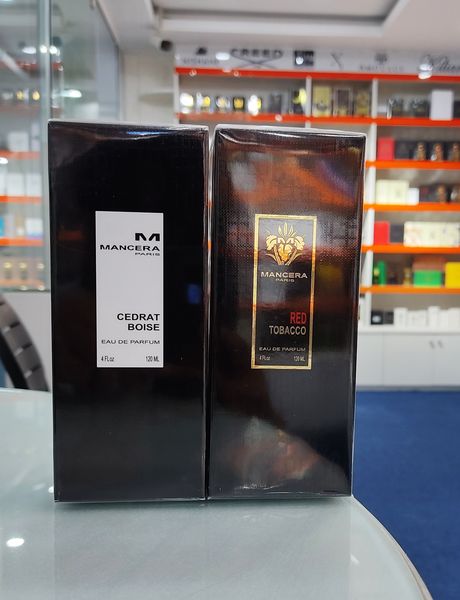 CREED
M
MANCERA
PARIS
CEDRAT
BOISE
EAU DE PARFUM
4 Fl.oz 120 ML
MANCERA
PARIS
RED
TOBACCO
EAU DE PARFUM
4 Fl.oz 120 ML